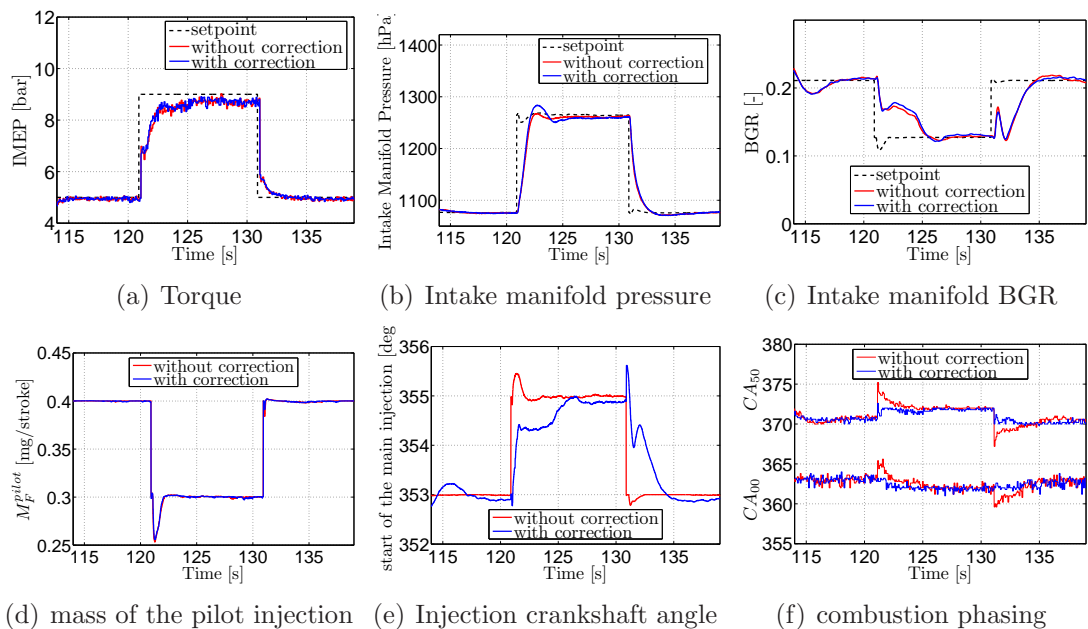 12
10
8
6
4
IMEP [bar]
setpoint
without correction
with correction
115 120 125 130 135
Time [s]
(a) Torque
1400
1300
1200
1100
Intake Manifold Pressure [hPa]
setpoint
without correction
with correction
115 120 125 130 135
Time [s]
(b) Intake manifold pressure
0.2
0.1
0
BGR [-]
setpoint
without correction
with correction
115 120 125 130 135
Time [s]
(c) Intake manifold BGR
0.45
0.4
0.35
0.3
0.25
M_F^pilot [mg/stroke]
without correction
with correction
115 120 125 130 135
Time [s]
(d) mass of the pilot injection
356
355
354
353
352
start of the main injection [deg
without correction
with correction
115 120 125 130 135
Time [s]
(e) Injection crankshaft angle
380
375
370
363
360
355
CA_00 CA_50
without correction
with correction
115 120 125 130 135
Time [s]
(f) combustion phasing